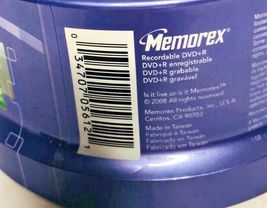 Memorex
Recordable DVD+R
DVD+R enregistrable
DVD+R grabable
DVD+R gravável
Is it live or is it Memorex™
© 2008 All rights reserved
Memorex Products, Inc., U.S.A.
Cerritos, CA 90703
Made in Taiwan
Fabriqué à Taiwan
Fabricado en Taiwan
Fabricado em Taiwan
0 34707 05612 1